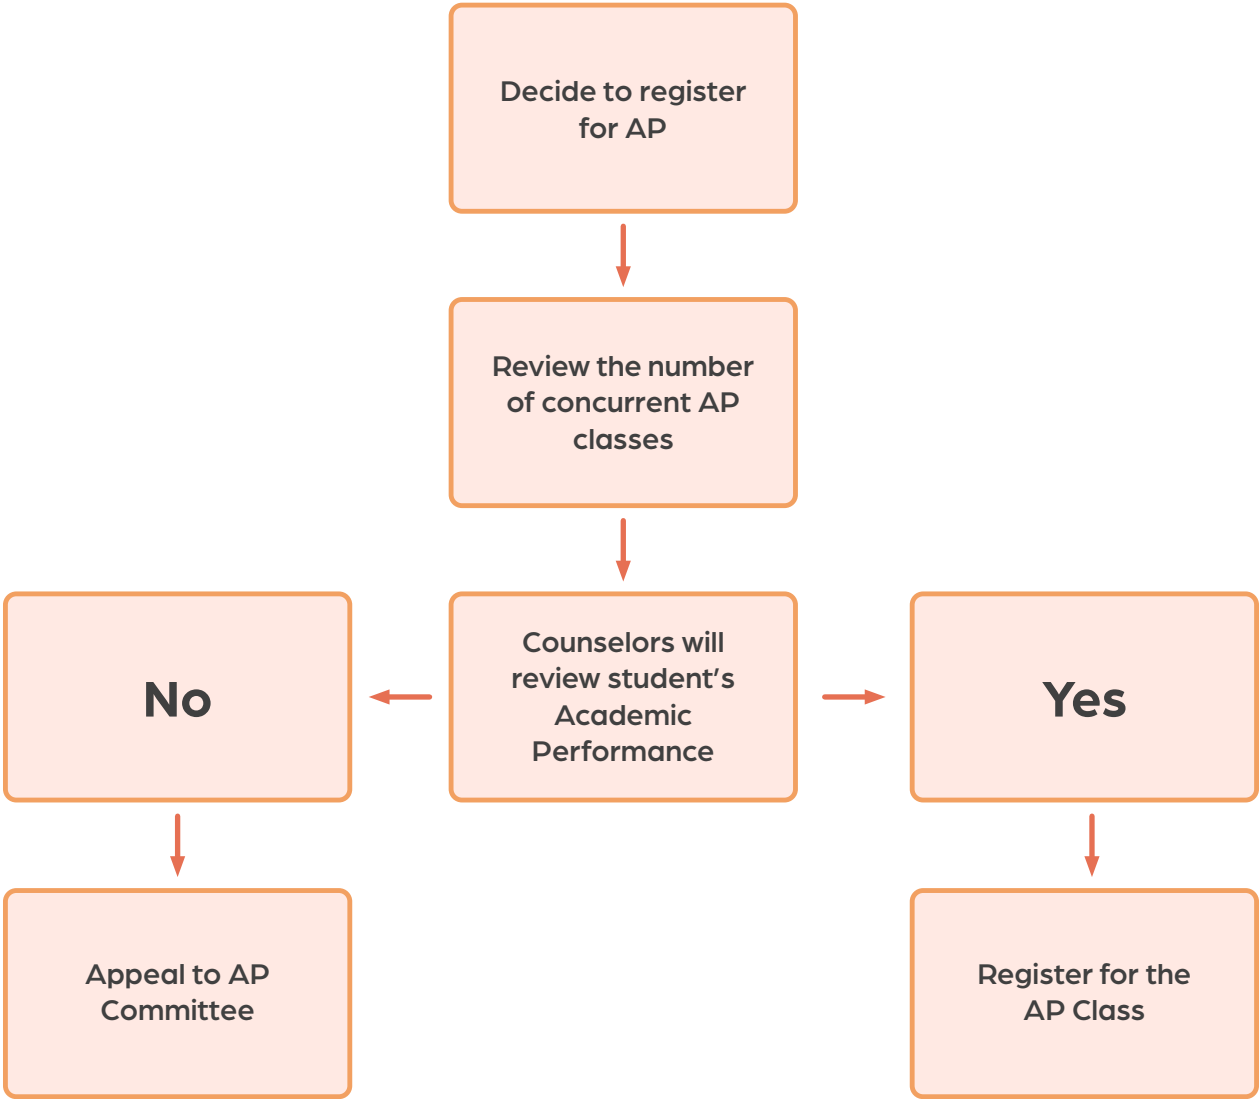 Decide to register
for AP
Review the number
of concurrent AP
classes
No
Counselors will
review student's
Academic
Performance
Yes
Appeal to AP
Committee
Register for the
AP Class